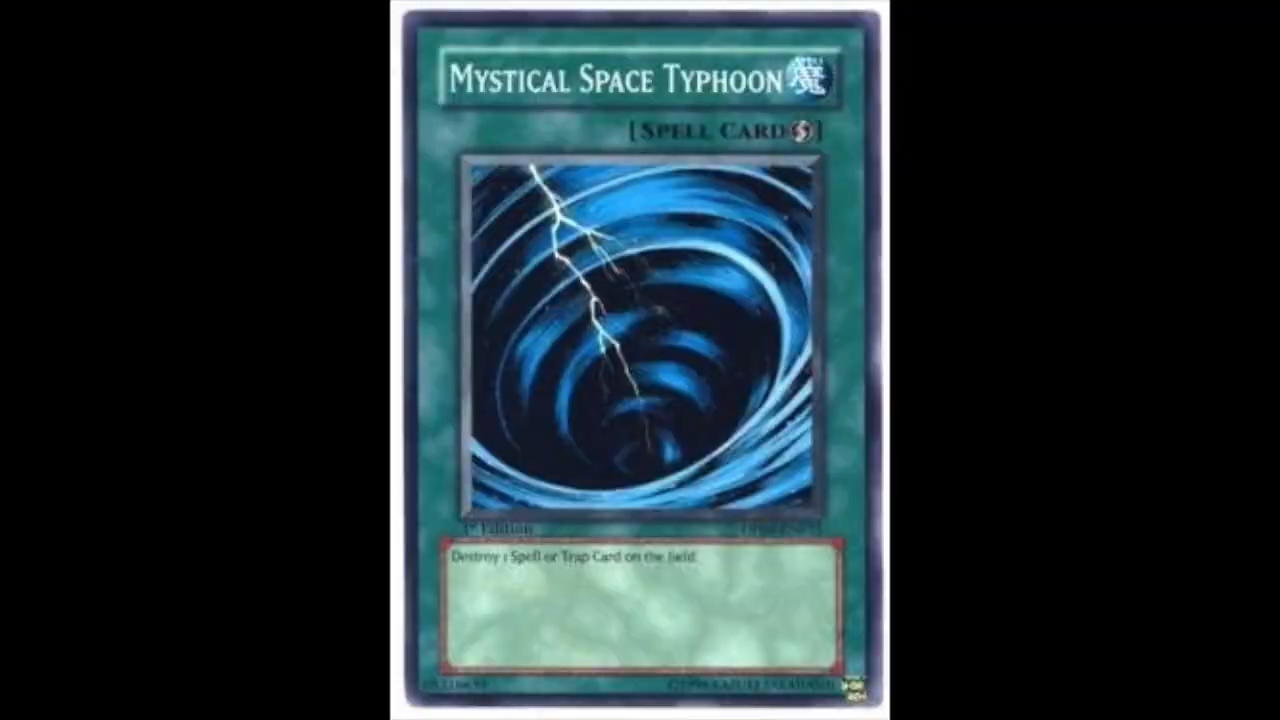 MYSTICAL SPACE TYPHOON 魔
[SPELL CARD]
1st Edition
Destroy 1 Spell or Trap Card on the field.